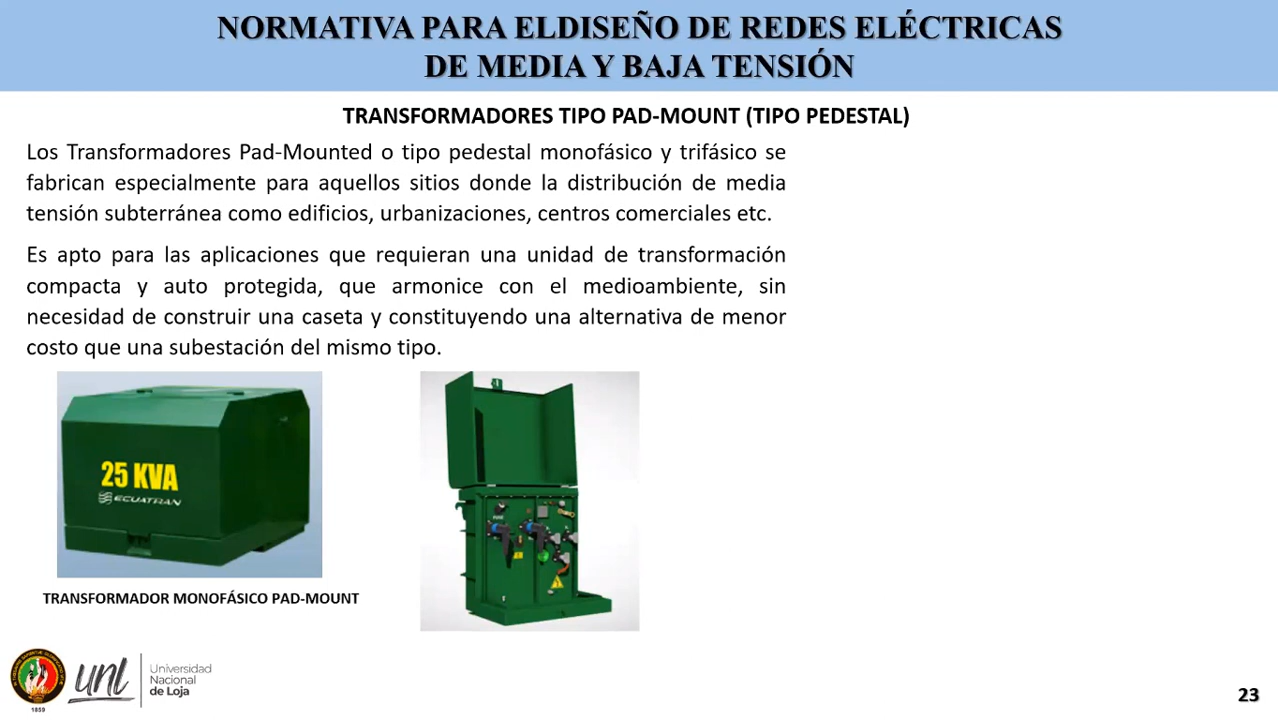 NORMATIVA PARA ELDISEÑO DE REDES ELÉCTRICAS
DE MEDIA Y BAJA TENSIÓN
TRANSFORMADORES TIPO PAD-MOUNT (TIPO PEDESTAL)
Los Transformadores Pad-Mounted o tipo pedestal monofásico y trifásico se
fabrican especialmente para aquellos sitios donde la distribución de media
tensión subterránea como edificios, urbanizaciones, centros comerciales etc.
Es apto para las aplicaciones que requieran una unidad de transformación
compacta y auto protegida, que armonice con el medioambiente, sin
necesidad de construir una caseta y constituyendo una alternativa de menor
costo que una subestación del mismo tipo.
25 KVA
ECUATRAN
TRANSFORMADOR MONOFÁSICO PAD-MOUNT
1859
unl
Universidad
Nacional
de Loja
23